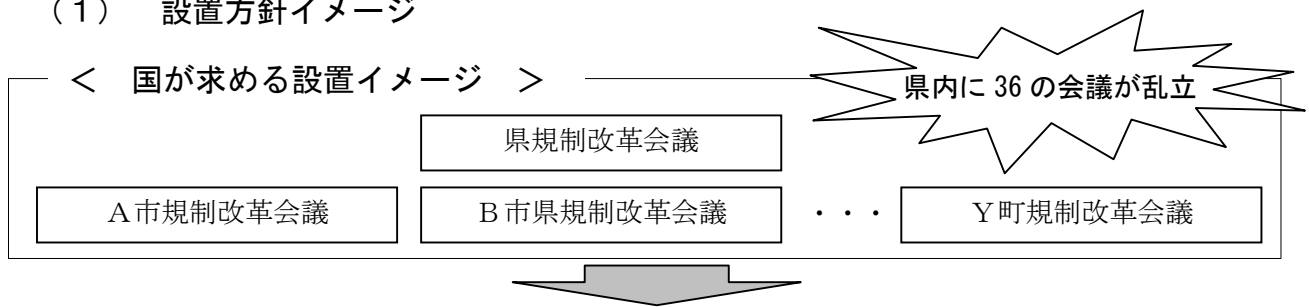 （１）　設置方針イメージ
＜　国が求める設置イメージ　＞
県内に 36 の会議が乱立
県規制改革会議
Ａ市規制改革会議
Ｂ市県規制改革会議
・・・
Ｙ町規制改革会議